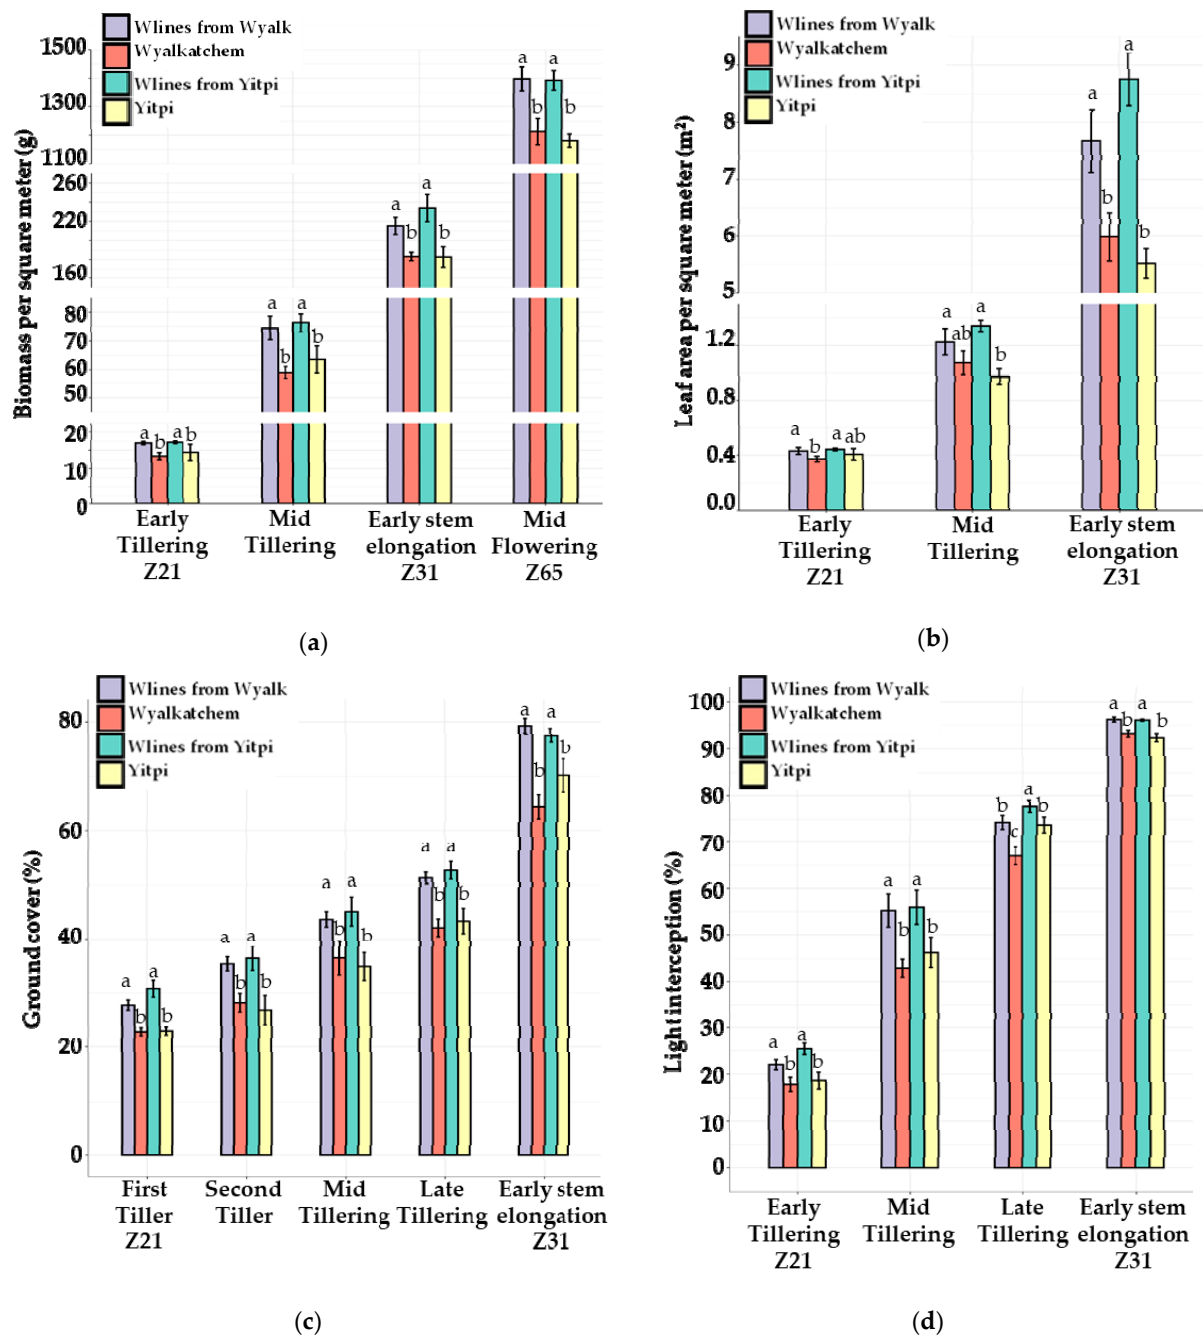 Wlines from Wyalk
Wyalkatchem
Wlines from Yitpi
Yitpi
Biomass per square meter (g)
1500
1300
1100
260
220
160
80
70
60
50
20
10
0
a b a b
a b a b
a b a b
a b a b
Early Tillering Z21
Mid Tillering
Early stem elongation Z31
Mid Flowering Z65
(a)
Wlines from Wyalk
Wyalkatchem
Wlines from Yitpi
Yitpi
Leaf area per square meter (m²)
9
8
7
6
5
1.2
0.8
0.4
0.0
a b a ab
a ab a b
a b a b
Early Tillering Z21
Mid Tillering
Early stem elongation Z31
(b)
Wlines from Wyalk
Wyalkatchem
Wlines from Yitpi
Yitpi
Ground cover (%)
80
60
40
20
0
a b a b
a b a b
a b a b
a b a b
a b a b
First Tiller Z21
Second Tiller
Mid Tillering
Late Tillering
Early stem elongation Z31
(c)
Wlines from Wyalk
Wyalkatchem
Wlines from Yitpi
Yitpi
Light interception (%)
100
90
80
70
60
50
40
30
20
10
0
a b a b
a b a b
b c a b
a b a b
Early Tillering Z21
Mid Tillering
Late Tillering
Early stem elongation Z31
(d)